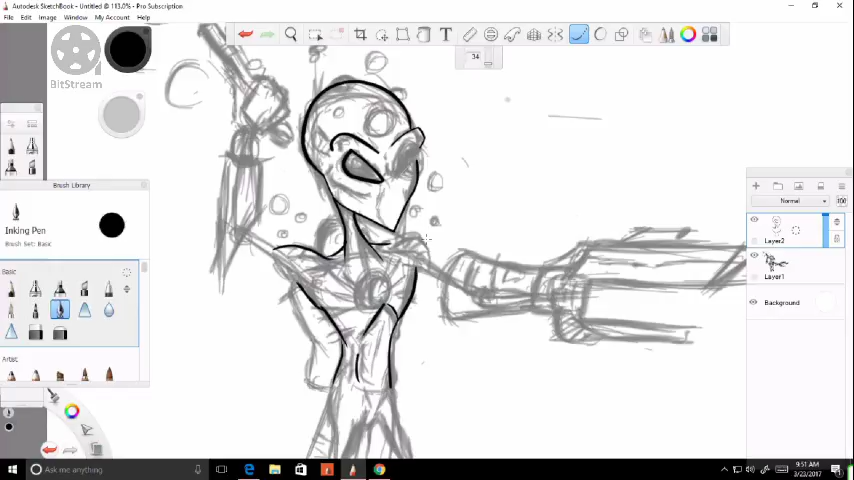 Autodesk SketchBook - Untitled @ 113.0% - Pro Subscription
File Edit Image Window My Account Help
BitStream
T
34
Brush Library
Inking Pen
Brush Set: Basic
Basic
Artist
Normal
100
Layer2
Layer1
Background
Ask me anything
9:51 AM
3/23/2017